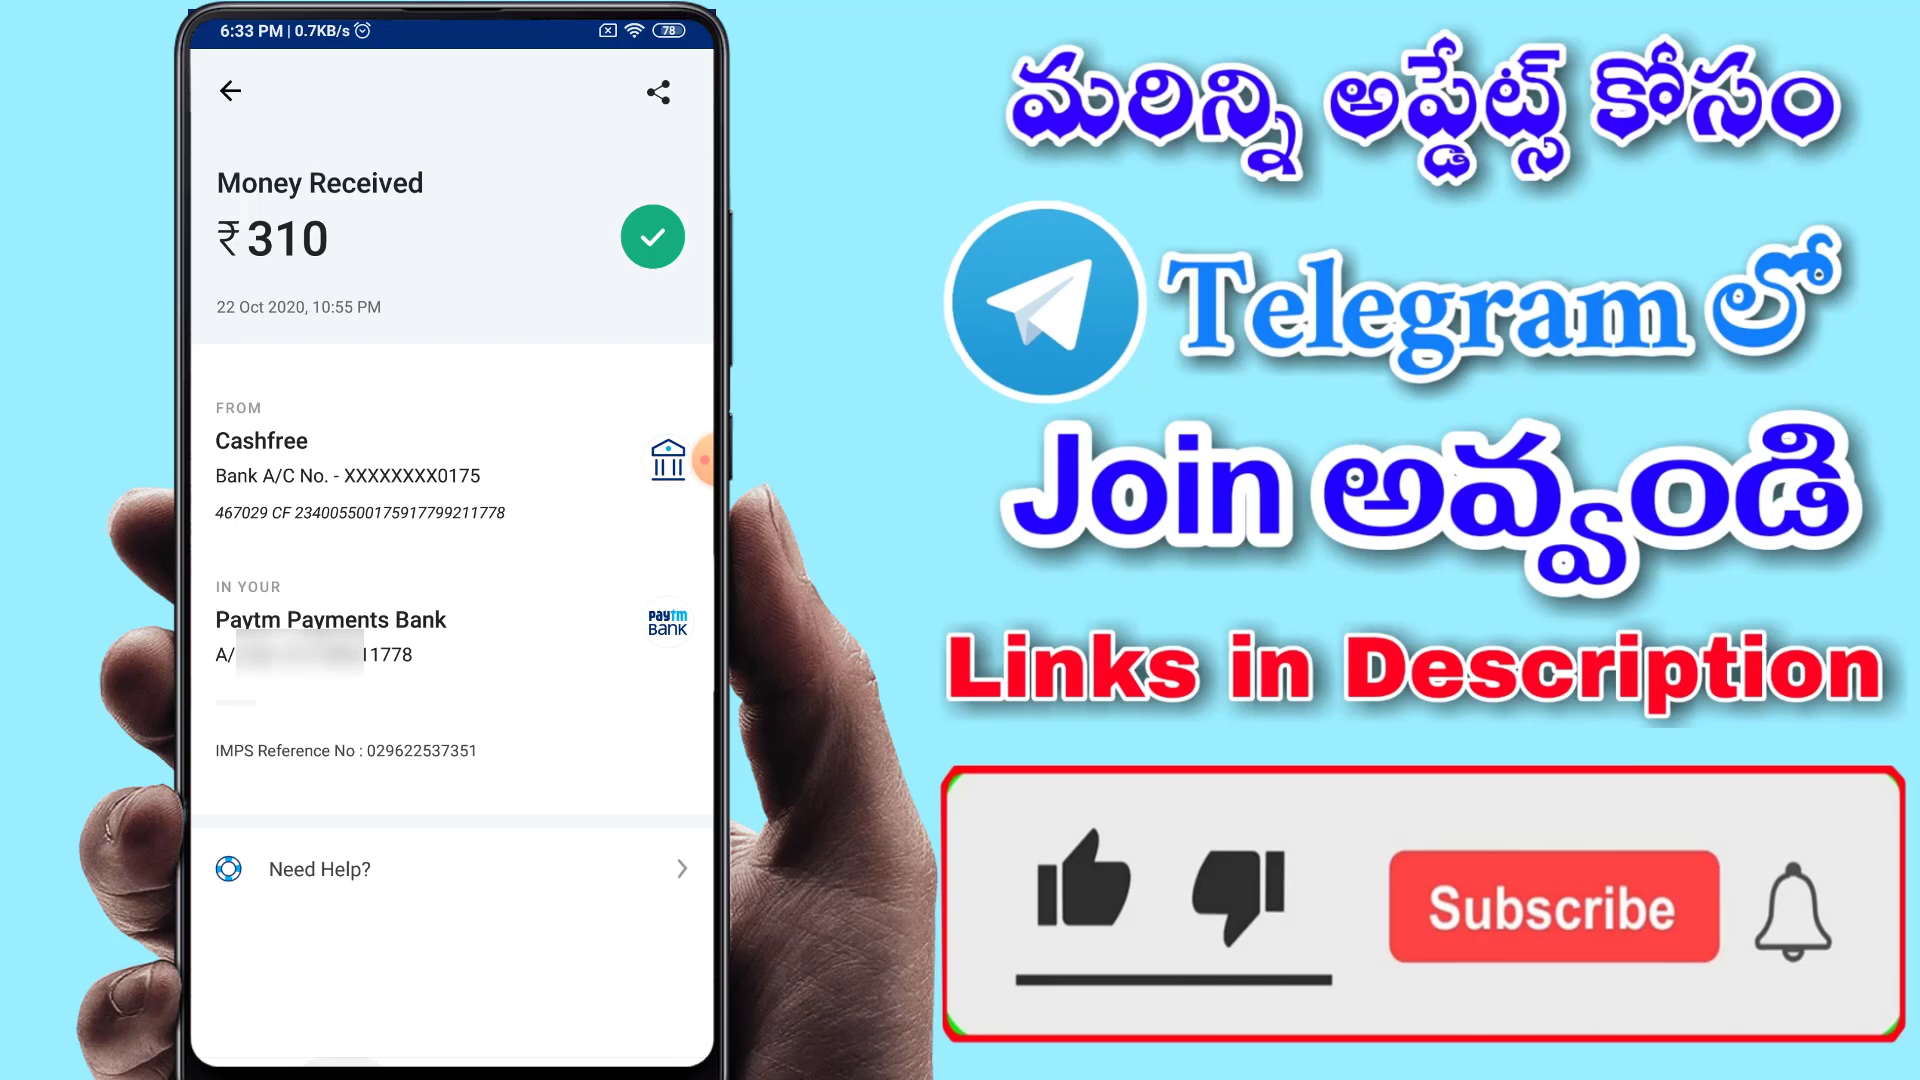 6:33 PM | 0.7KB/s
78
Money Received
₹310
22 Oct 2020, 10:55 PM
FROM
Cashfree
Bank A/C No. - XXXXXXXX0175
467029 CF 234005500175917799211778
IN YOUR
Paytm Payments Bank
paytm
BANK
A/
11778
IMPS Reference No : 029622537351
Need Help?
మరిన్ని అప్డేట్స్ కోసం
Telegram లో
Join అవ్వండి
Links in Description
Subscribe